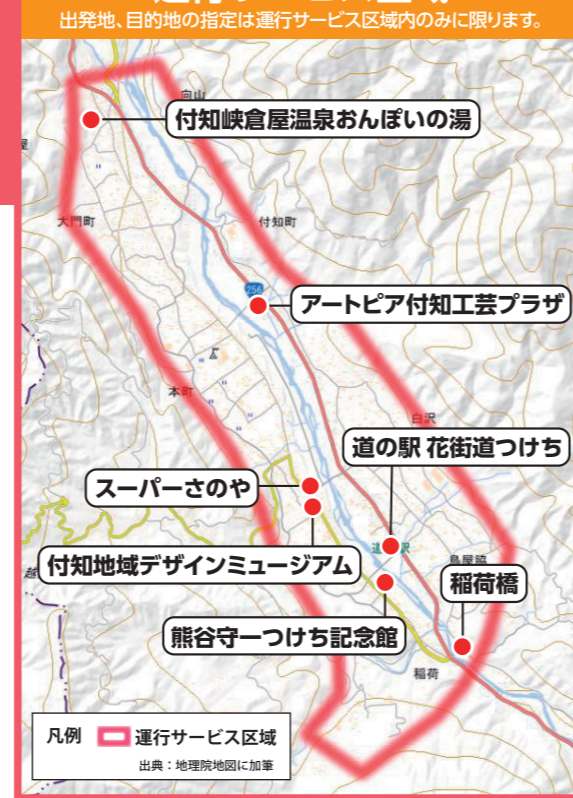 出発地、目的地の指定は運行サービス区域内のみに限ります。
向山
付知峡倉屋温泉おんぽいの湯
大門町
付知町
256
アートピア付知工芸プラザ
本町
白沢
道の駅 花街道つけち
スーパーさのや
付知地域デザインミュージアム
鳥屋脇
稲荷橋
熊谷守一つけち記念館
稲荷
凡例
運行サービス区域
出典：地理院地図に加筆